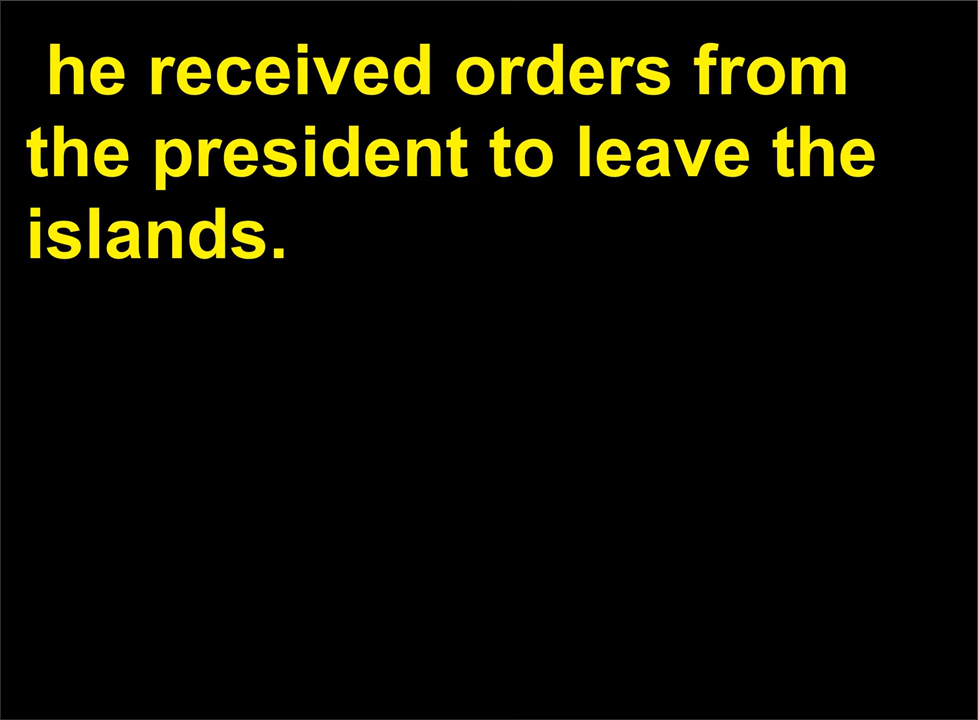 he received orders from
the president to leave the
islands.